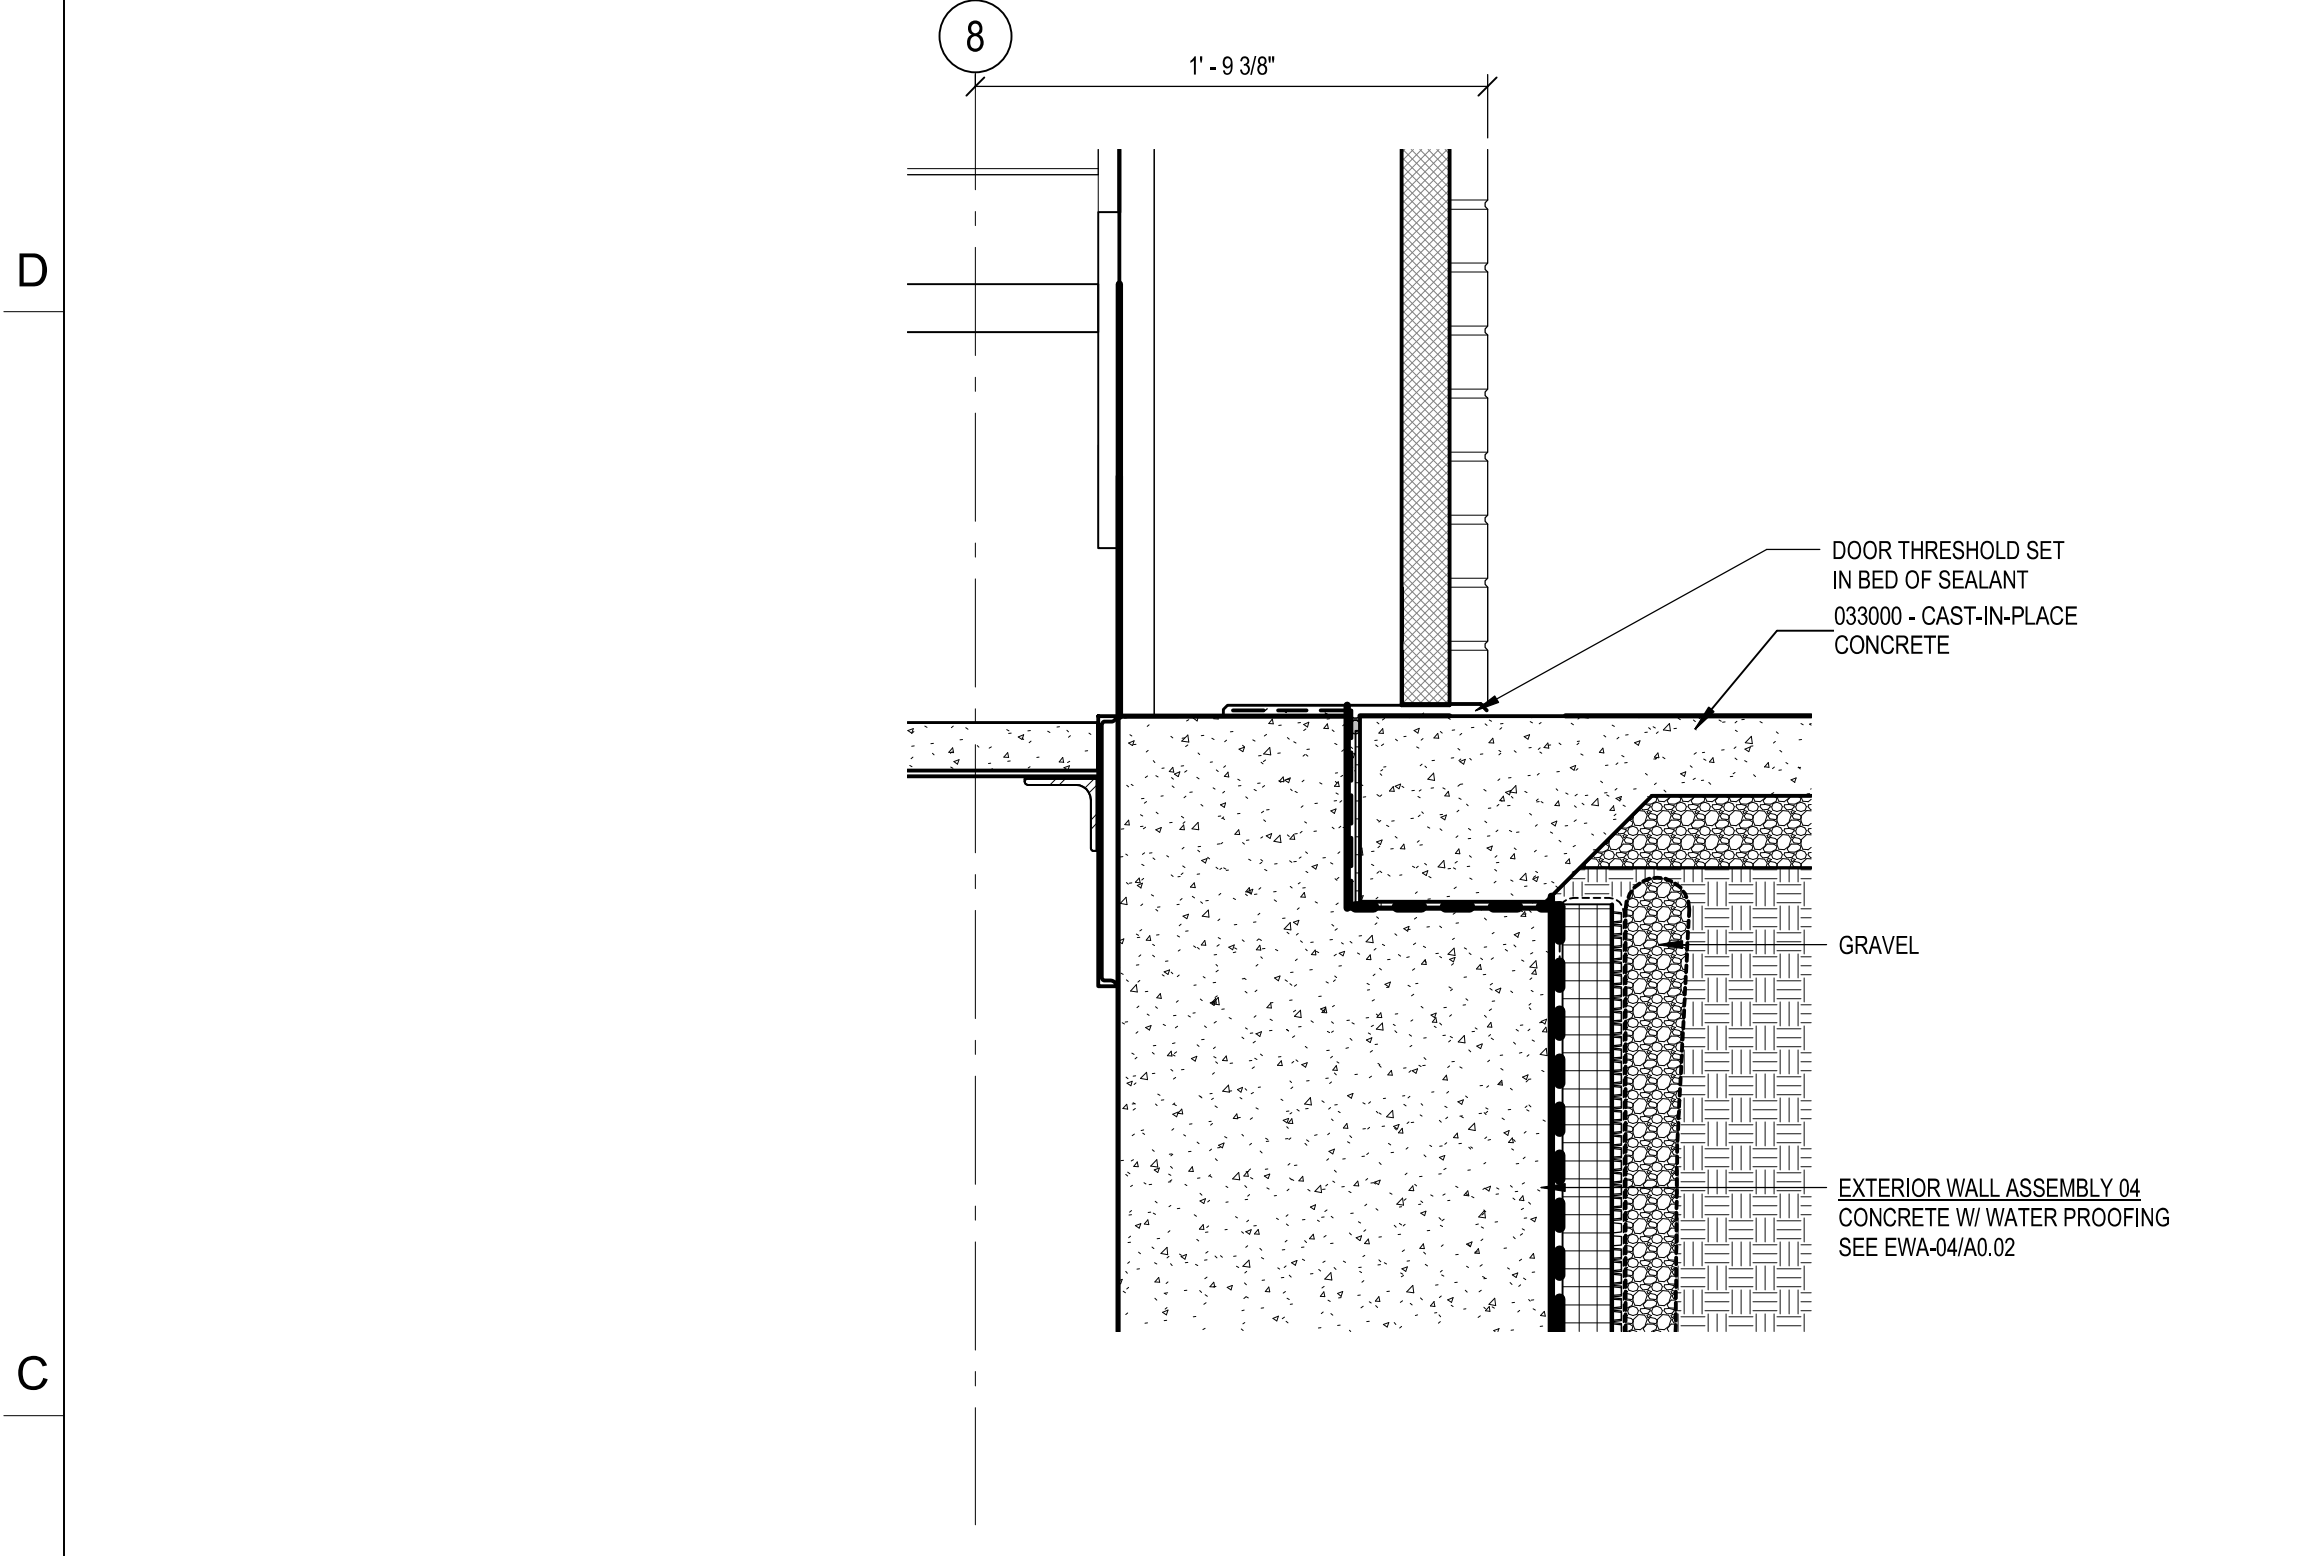 8
1' - 9 3/8"
D
DOOR THRESHOLD SET
IN BED OF SEALANT
033000 - CAST-IN-PLACE
CONCRETE
GRAVEL
EXTERIOR WALL ASSEMBLY 04
CONCRETE W/ WATER PROOFING
SEE EWA-04/A0.02
C